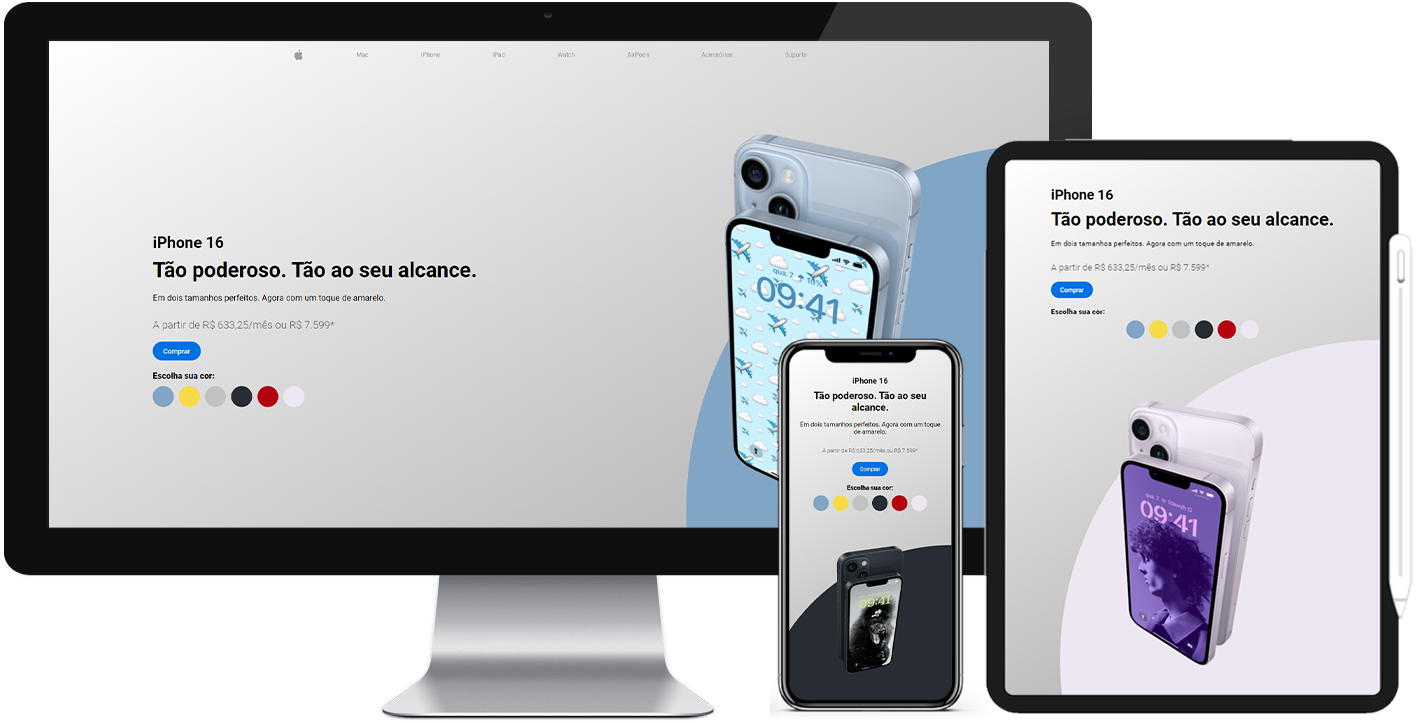 Mac iPhone iPad Watch AirPods Acessórios Suporte
iPhone 16
Tão poderoso. Tão ao seu alcance.
Em dois tamanhos perfeitos. Agora com um toque de amarelo.
A partir de R$ 633,25/mês ou R$ 7.599*
Comprar
Escolha sua cor:
qua. 7 10%
09:41
iPhone 16
Tão poderoso. Tão ao seu
alcance.
Em dois tamanhos perfeitos. Agora com um toque
de amarelo.
A partir de R$ 633,25/mês ou R$ 7.599*
Comprar
Escolha sua cor:
09:41
iPhone 16
Tão poderoso. Tão ao seu alcance.
Em dois tamanhos perfeitos. Agora com um toque de amarelo.
A partir de R$ 633,25/mês ou R$ 7.599*
Comprar
Escolha sua cor:
qua. 7 10km/h O
09:41